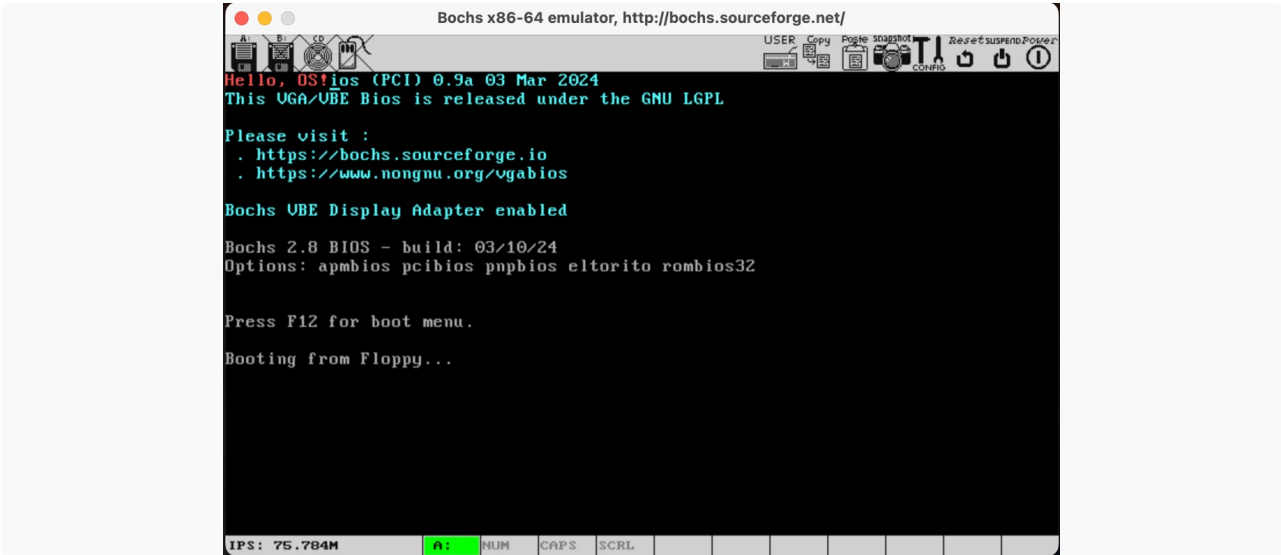 Bochs x86-64 emulator, http://bochs.sourceforge.net/
A: B: CD USER Copy Paste snapshot CONFIG Reset SUSPEND Power
Hello, OS!ios (PCI) 0.9a 03 Mar 2024
This VGA/VBE Bios is released under the GNU LGPL
Please visit :
. https://bochs.sourceforge.io
. https://www.nongnu.org/vgabios
Bochs VBE Display Adapter enabled
Bochs 2.8 BIOS - build: 03/10/24
Options: apmbios pcibios pnpbios eltorito rombios32
Press F12 for boot menu.
Booting from Floppy...
IPS: 75.784M A: NUM CAPS SCRL